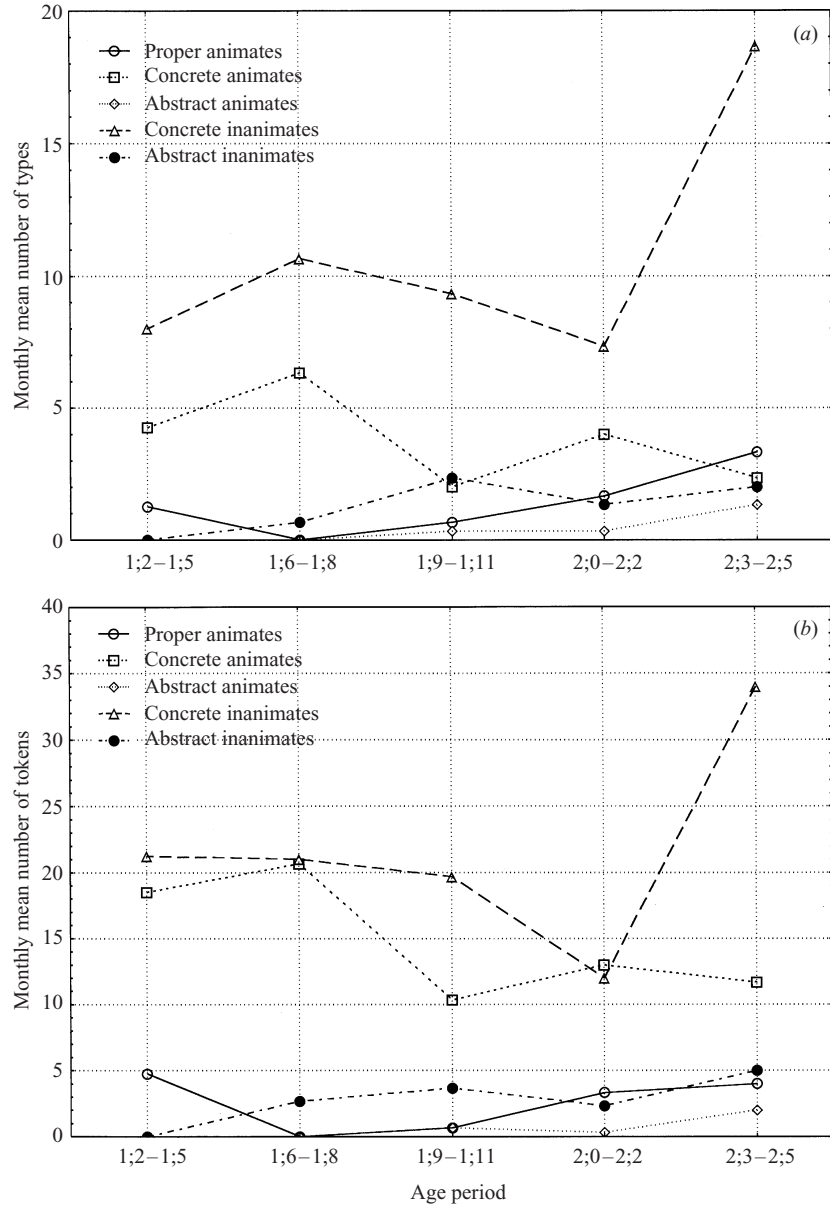 20
(a)
Proper animates
Concrete animates
Abstract animates
Concrete inanimates
Abstract inanimates
15
10
5
0
Monthly mean number of types
1;2–1;5 1;6–1;8 1;9–1;11 2;0–2;2 2;3–2;5
40
(b)
Proper animates
Concrete animates
Abstract animates
Concrete inanimates
Abstract inanimates
35
30
25
20
15
10
5
0
Monthly mean number of tokens
1;2–1;5 1;6–1;8 1;9–1;11 2;0–2;2 2;3–2;5
Age period